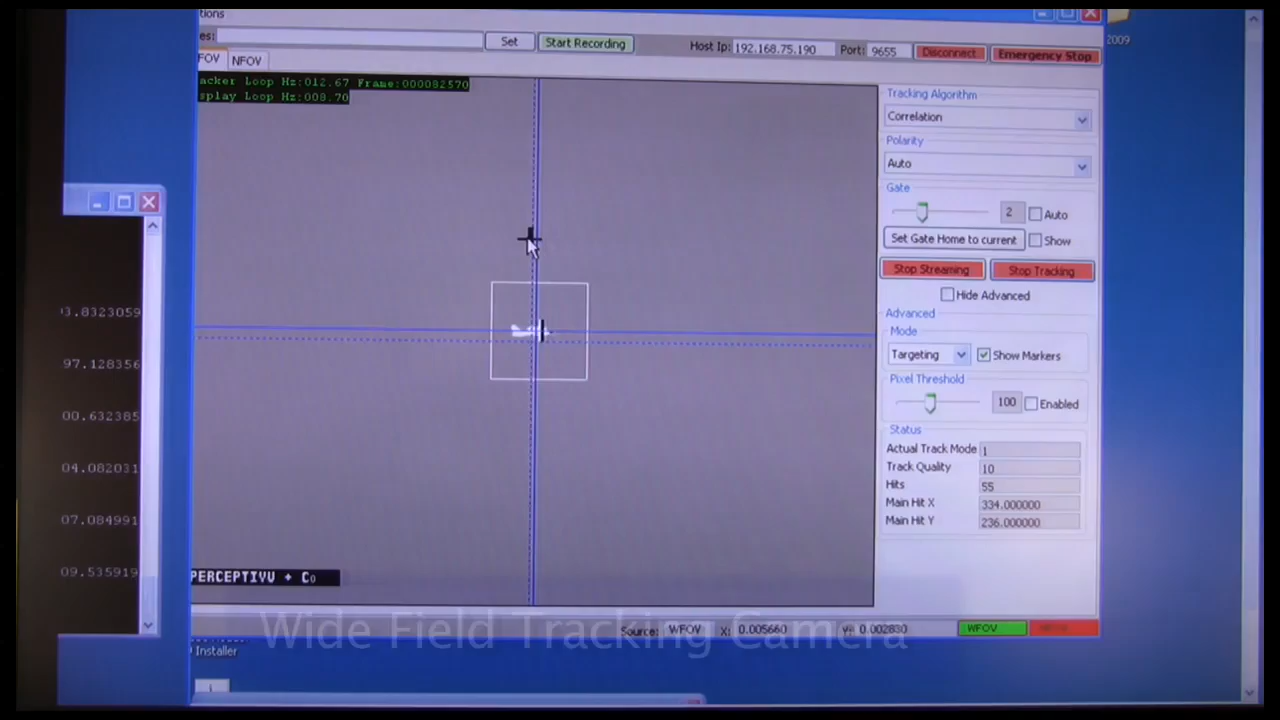 tions
es:
Set
Start Recording
Host Ip: 192.168.75.190 Port: 9655 Disconnect Emergency Stop
2009
FOV NFOV
acker Loop Hz:012.67 Frame:000082570
splay Loop Hz:008.70
Tracking Algorithm
Correlation
Polarity
Auto
Gate
2 Auto
Set Gate Home to current Show
Stop Streaming Stop Tracking
Hide Advanced
Advanced
Mode
Targeting Show Markers
Pixel Threshold
100 Enabled
Status
Actual Track Mode 1
Track Quality 10
Hits 55
Main Hit X 334.000000
Main Hit Y 236.000000
3.8323059
97.128356
00.632385
04.082031
07.084991
09.535919
PERCEPTIVU + Co
Wide Field Tracking Camera
Source: WFOV X: 0.005660 Y: 0.002830 WFOV
Installer